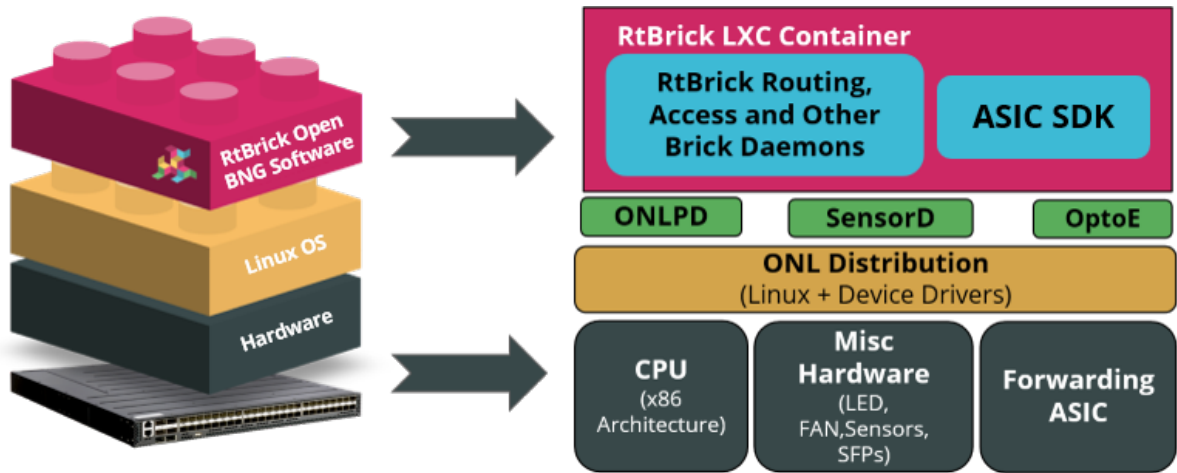 RtBrick Open
BNG Software
Linux OS
Hardware
RtBrick LXC Container
RtBrick Routing,
Access and Other
Brick Daemons
ASIC SDK
ONLPD
SensorD
OptoE
ONL Distribution
(Linux + Device Drivers)
CPU
(x86
Architecture)
Misc
Hardware
(LED,
FAN,Sensors,
SFPs)
Forwarding
ASIC